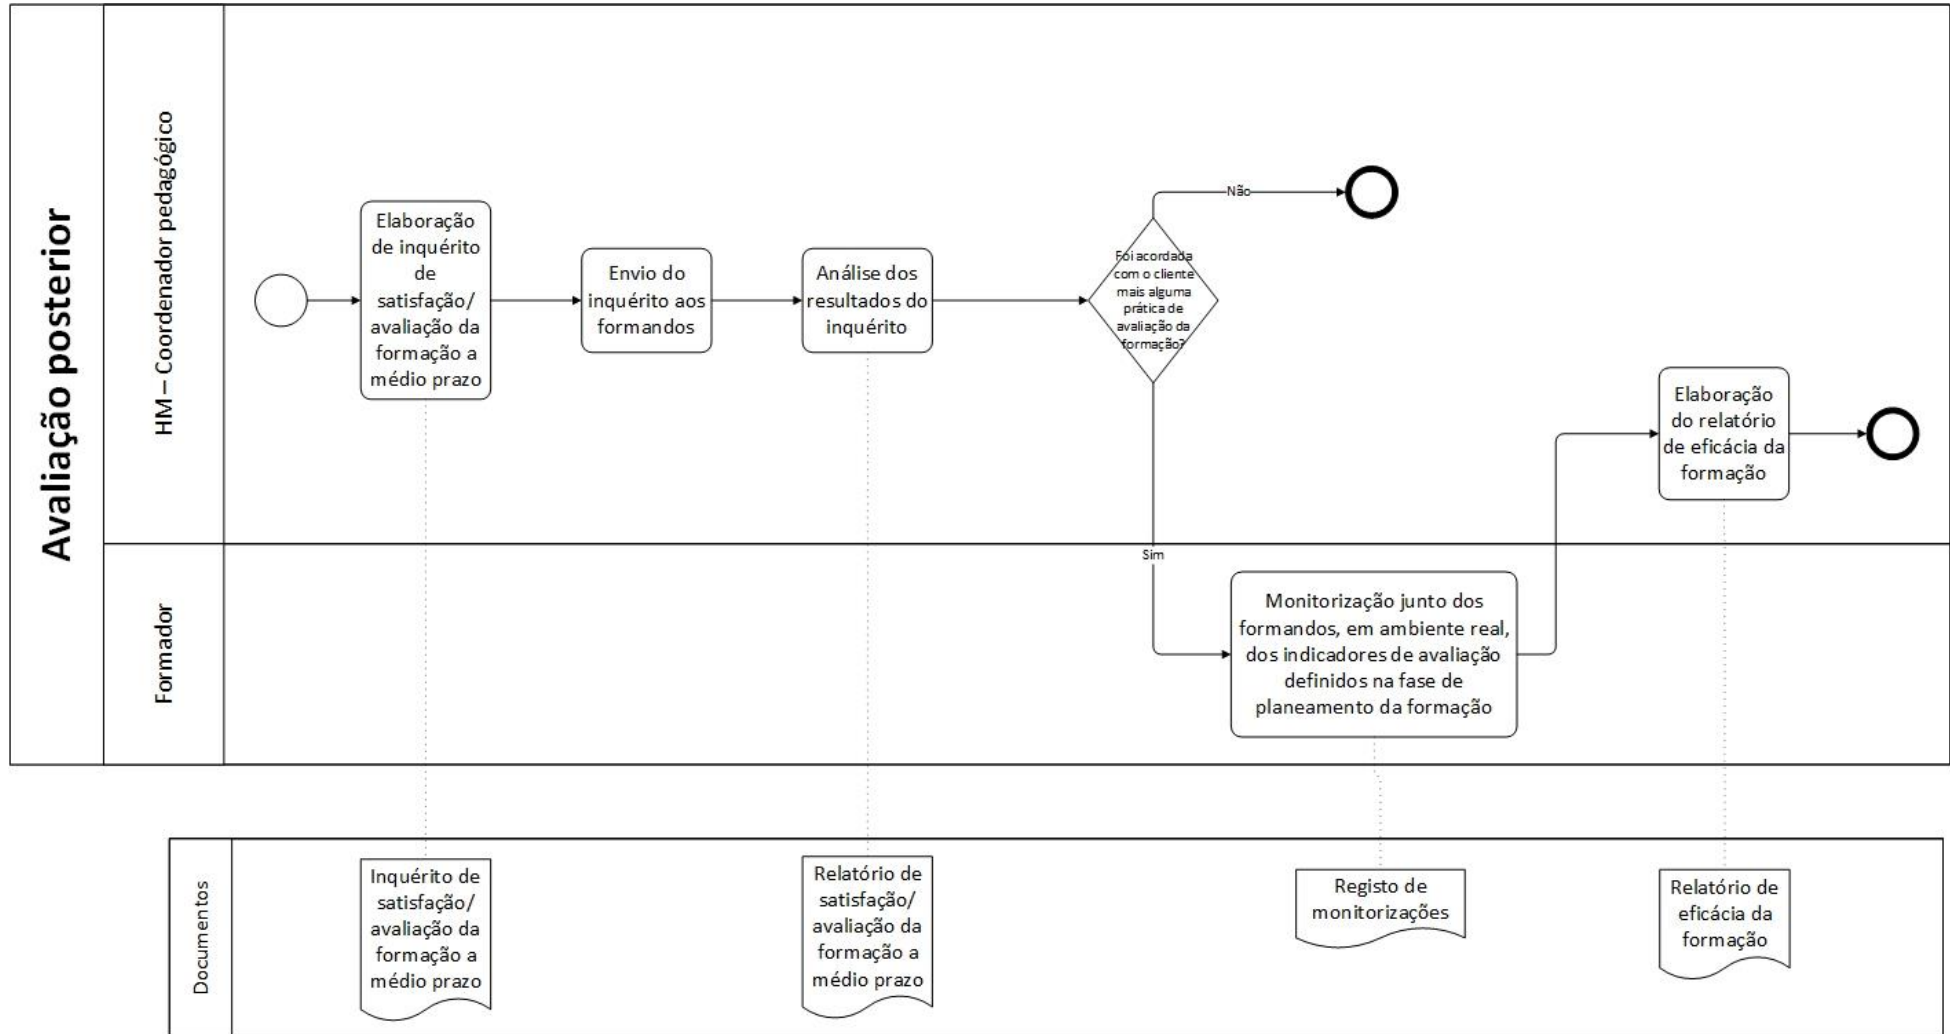 Avaliação posterior
HM – Coordenador pedagógico
Elaboração
de inquérito
de
satisfação/
avaliação da
formação a
médio prazo
Envio do
inquérito aos
formandos
Análise dos
resultados do
inquérito
Foi acordada
com o cliente
mais alguma
prática de
avaliação da
formação?
Não
Elaboração
do relatório
de eficácia da
formação
Formador
Sim
Monitorização junto dos
formandos, em ambiente real,
dos indicadores de avaliação
definidos na fase de
planeamento da formação
Documentos
Inquérito de
satisfação/
avaliação da
formação a
médio prazo
Relatório de
satisfação/
avaliação da
formação a
médio prazo
Registo de
monitorizações
Relatório de
eficácia da
formação